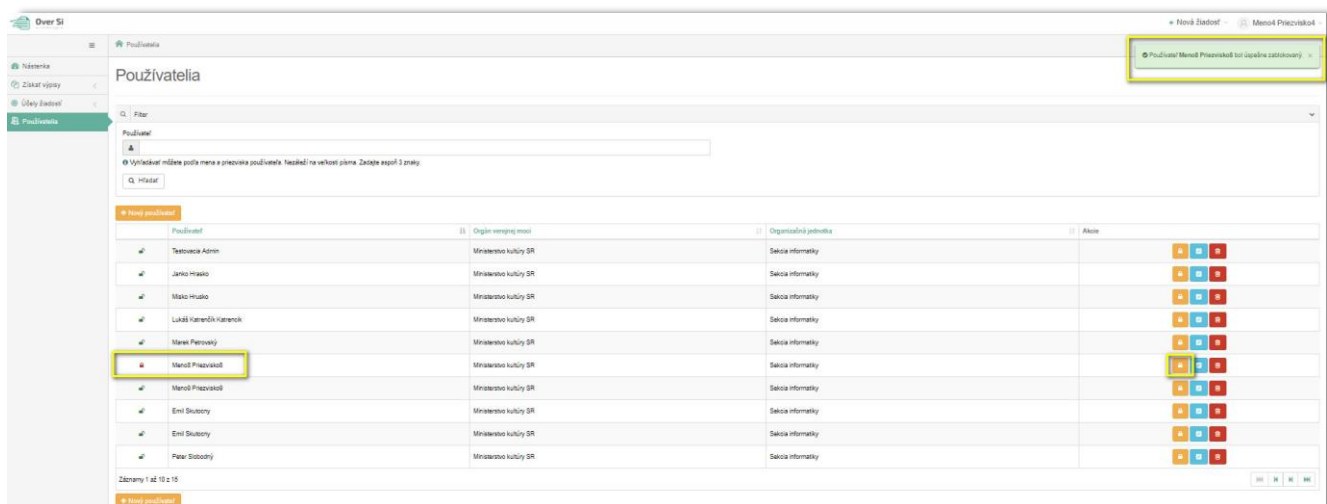 Over Si
+ Nová žiadosť
Meno4 Priezvisko4
Používatelia
Používateľ Meno8 Priezvisko8 bol úspešne zablokovaný.
Nástenka
Získať výpisy
Účely žiadostí
Používatelia
Používatelia
Filter
Používateľ
Vyhľadávať môžete podľa mena a priezviska používateľa. Nezáleží na veľkosti písma. Zadajte aspoň 3 znaky.
Hľadať
Nový používateľ
Používateľ Orgán verejnej moci Organizačná jednotka Akcie
Testovacia Admin Ministerstvo kultúry SR Sekcia informatiky
Janko Hrasko Ministerstvo kultúry SR Sekcia informatiky
Misko Hrusko Ministerstvo kultúry SR Sekcia informatiky
Lukáš Katrenčík Katrencik Ministerstvo kultúry SR Sekcia informatiky
Marek Petrovský Ministerstvo kultúry SR Sekcia informatiky
Meno8 Priezvisko8 Ministerstvo kultúry SR Sekcia informatiky
Meno9 Priezvisko9 Ministerstvo kultúry SR Sekcia informatiky
Emil Skutocny Ministerstvo kultúry SR Sekcia informatiky
Emil Skutocny Ministerstvo kultúry SR Sekcia informatiky
Peter Slobodný Ministerstvo kultúry SR Sekcia informatiky
Záznamy 1 až 10 z 16
Nový používateľ